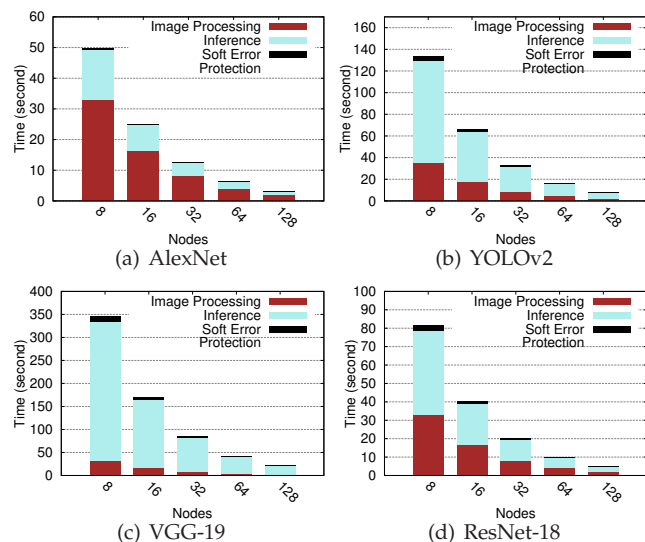 Image Processing
Inference
Soft Error
Protection
Time (second)
60
50
40
30
20
10
0
8 16 32 64 128
Nodes
(a) AlexNet
Image Processing
Inference
Soft Error
Protection
Time (second)
160
140
120
100
80
60
40
20
0
8 16 32 64 128
Nodes
(b) YOLOv2
Image Processing
Inference
Soft Error
Protection
Time (second)
400
350
300
250
200
150
100
50
0
8 16 32 64 128
Nodes
(c) VGG-19
Image Processing
Inference
Soft Error
Protection
Time (second)
100
90
80
70
60
50
40
30
20
10
0
8 16 32 64 128
Nodes
(d) ResNet-18